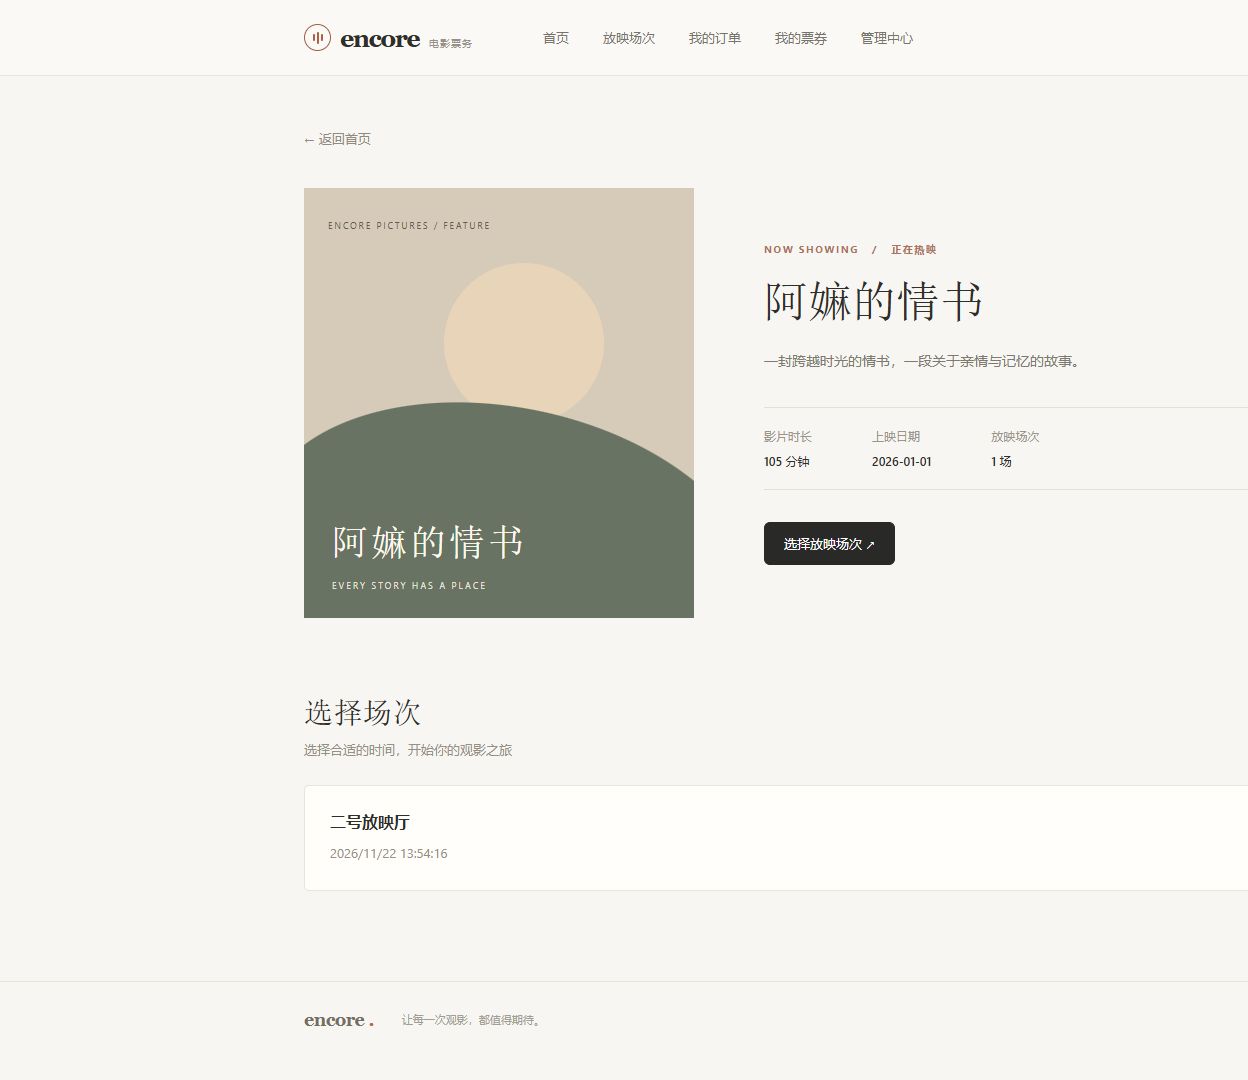 encore 电影票务 首页 放映场次 我的订单 我的票券 管理中心
← 返回首页
ENCORE PICTURES / FEATURE
阿嫲的情书
EVERY STORY HAS A PLACE
NOW SHOWING / 正在热映
阿嫲的情书
一封跨越时光的情书，一段关于亲情与记忆的故事。
影片时长 上映日期 放映场次
105 分钟 2026-01-01 1 场
选择放映场次 ↗
选择场次
选择合适的时间，开始你的观影之旅
二号放映厅
2026/11/22 13:54:16
encore . 让每一次观影，都值得期待。